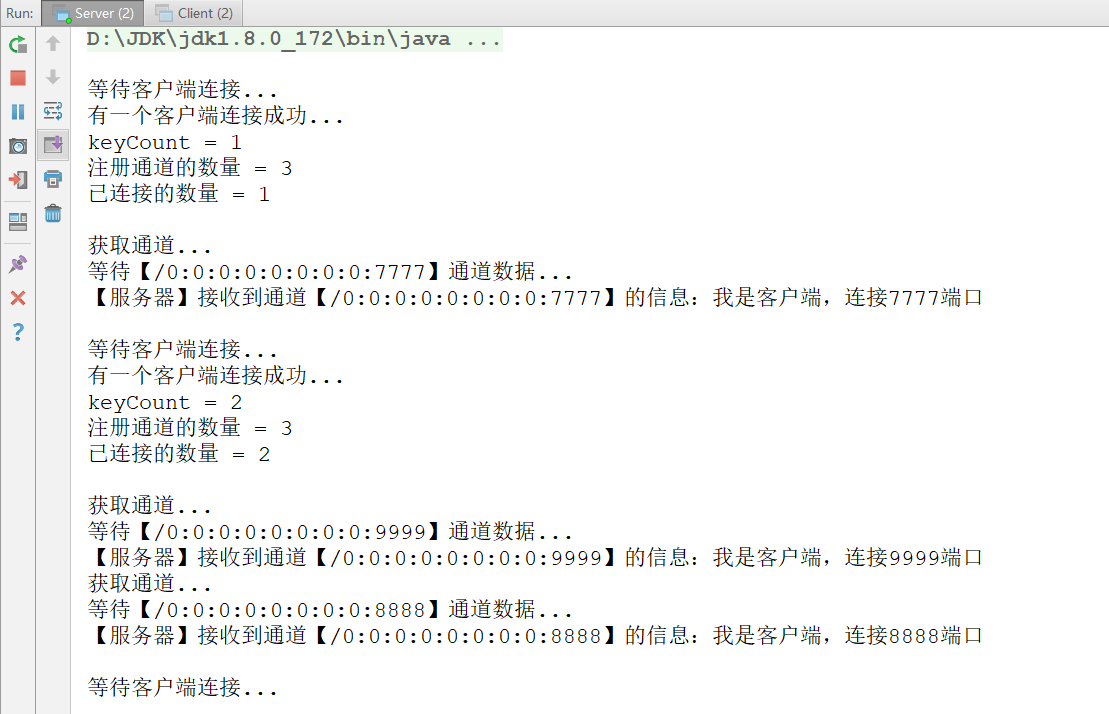 Run: Server (2) Client (2)
D:\JDK\jdk1.8.0_172\bin\java ...
等待客户端连接...
有一个客户端连接成功...
keyCount = 1
注册通道的数量 = 3
已连接的数量 = 1
获取通道...
等待【/0:0:0:0:0:0:0:0:7777】通道数据...
【服务器】接收到通道【/0:0:0:0:0:0:0:0:7777】的信息：我是客户端，连接7777端口
等待客户端连接...
有一个客户端连接成功...
keyCount = 2
注册通道的数量 = 3
已连接的数量 = 2
获取通道...
等待【/0:0:0:0:0:0:0:0:9999】通道数据...
【服务器】接收到通道【/0:0:0:0:0:0:0:0:9999】的信息：我是客户端，连接9999端口
获取通道...
等待【/0:0:0:0:0:0:0:0:8888】通道数据...
【服务器】接收到通道【/0:0:0:0:0:0:0:0:8888】的信息：我是客户端，连接8888端口
等待客户端连接...